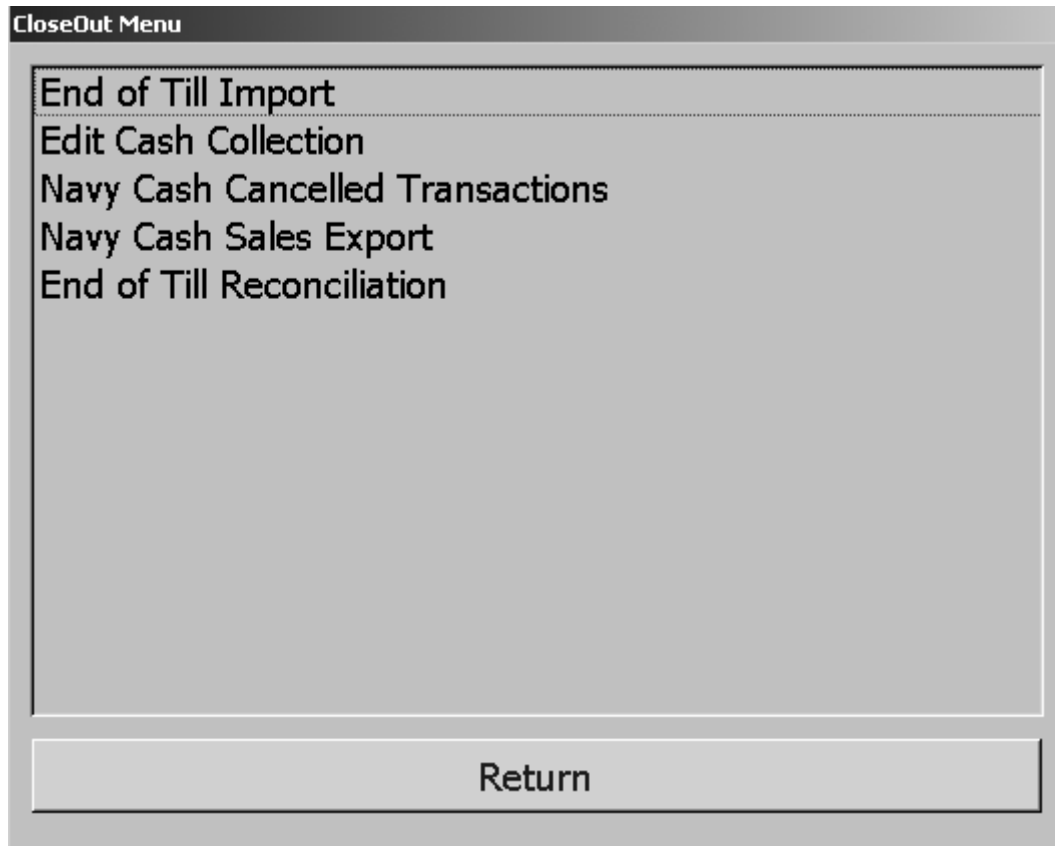 CloseOut Menu
End of Till Import
Edit Cash Collection
Navy Cash Cancelled Transactions
Navy Cash Sales Export
End of Till Reconciliation
Return